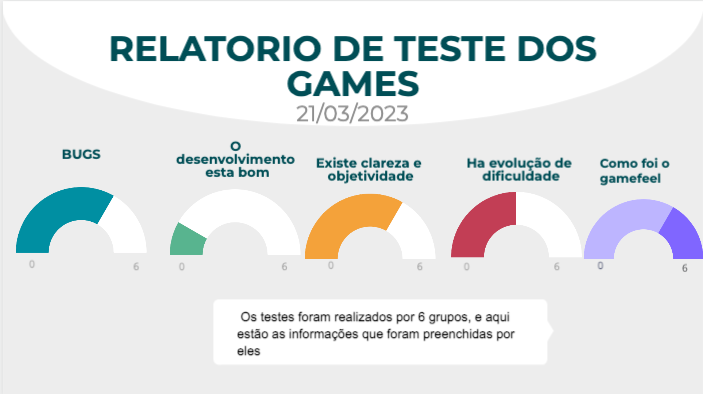 RELATORIO DE TESTE DOS
GAMES
21/03/2023
BUGS
O
desenvolvimento
esta bom
Existe clareza e
objetividade
Ha evolução de
dificuldade
Como foi o
gamefeel
0 6
0 6
0 6
0 6
0 6
Os testes foram realizados por 6 grupos, e aqui
estão as informações que foram preenchidas por
eles